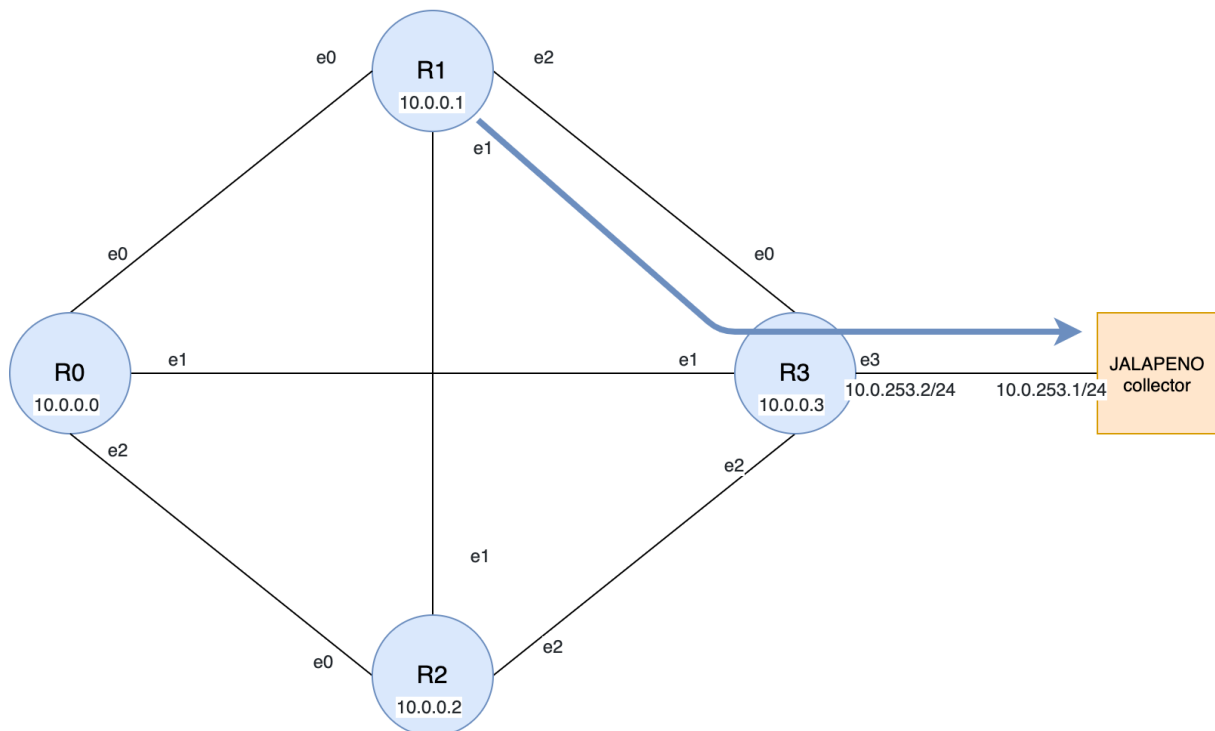 e0
R1
10.0.0.1
e2
e1
e0
e0
R0
10.0.0.0
e1
e1
R3
10.0.0.3
e3
10.0.253.2/24
10.0.253.1/24
JALAPENO
collector
e2
e2
e1
e0
R2
10.0.0.2
e2